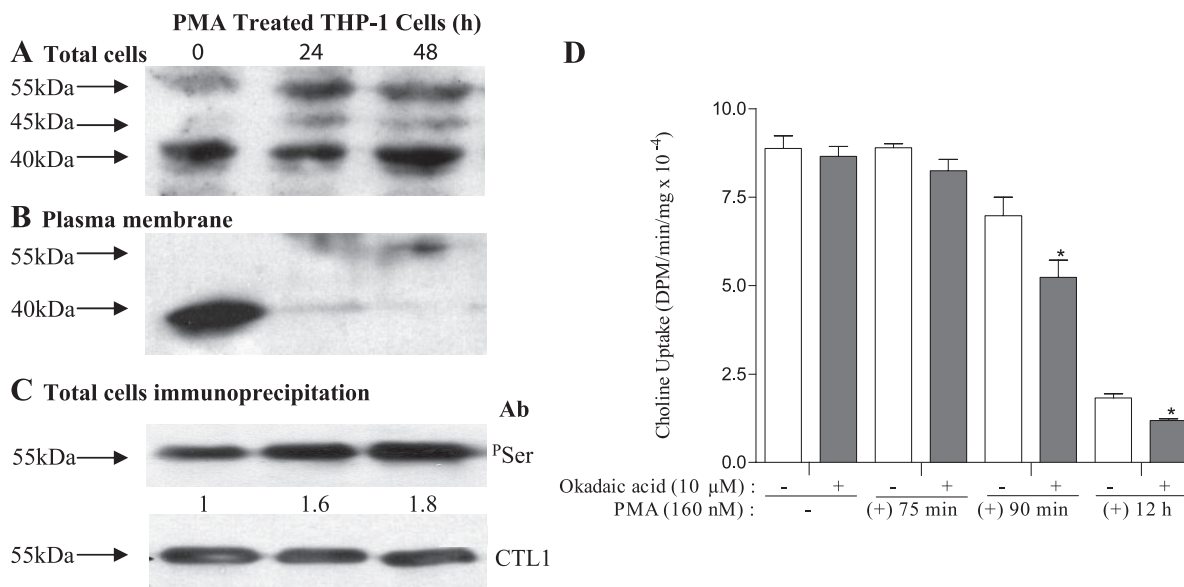 PMA Treated THP-1 Cells (h)
A Total cells 0 24 48
55kDa
45kDa
40kDa
B Plasma membrane
55kDa
40kDa
C Total cells immunoprecipitation
Ab
55kDa PSer
1 1.6 1.8
55kDa CTL1
D
Choline Uptake (DPM/min/mg x 10-4)
10.0
7.5
5.0
2.5
0.0
*
*
Okadaic acid (10 µM) : - + - + - + - +
PMA (160 nM) : - (+) 75 min (+) 90 min (+) 12 h